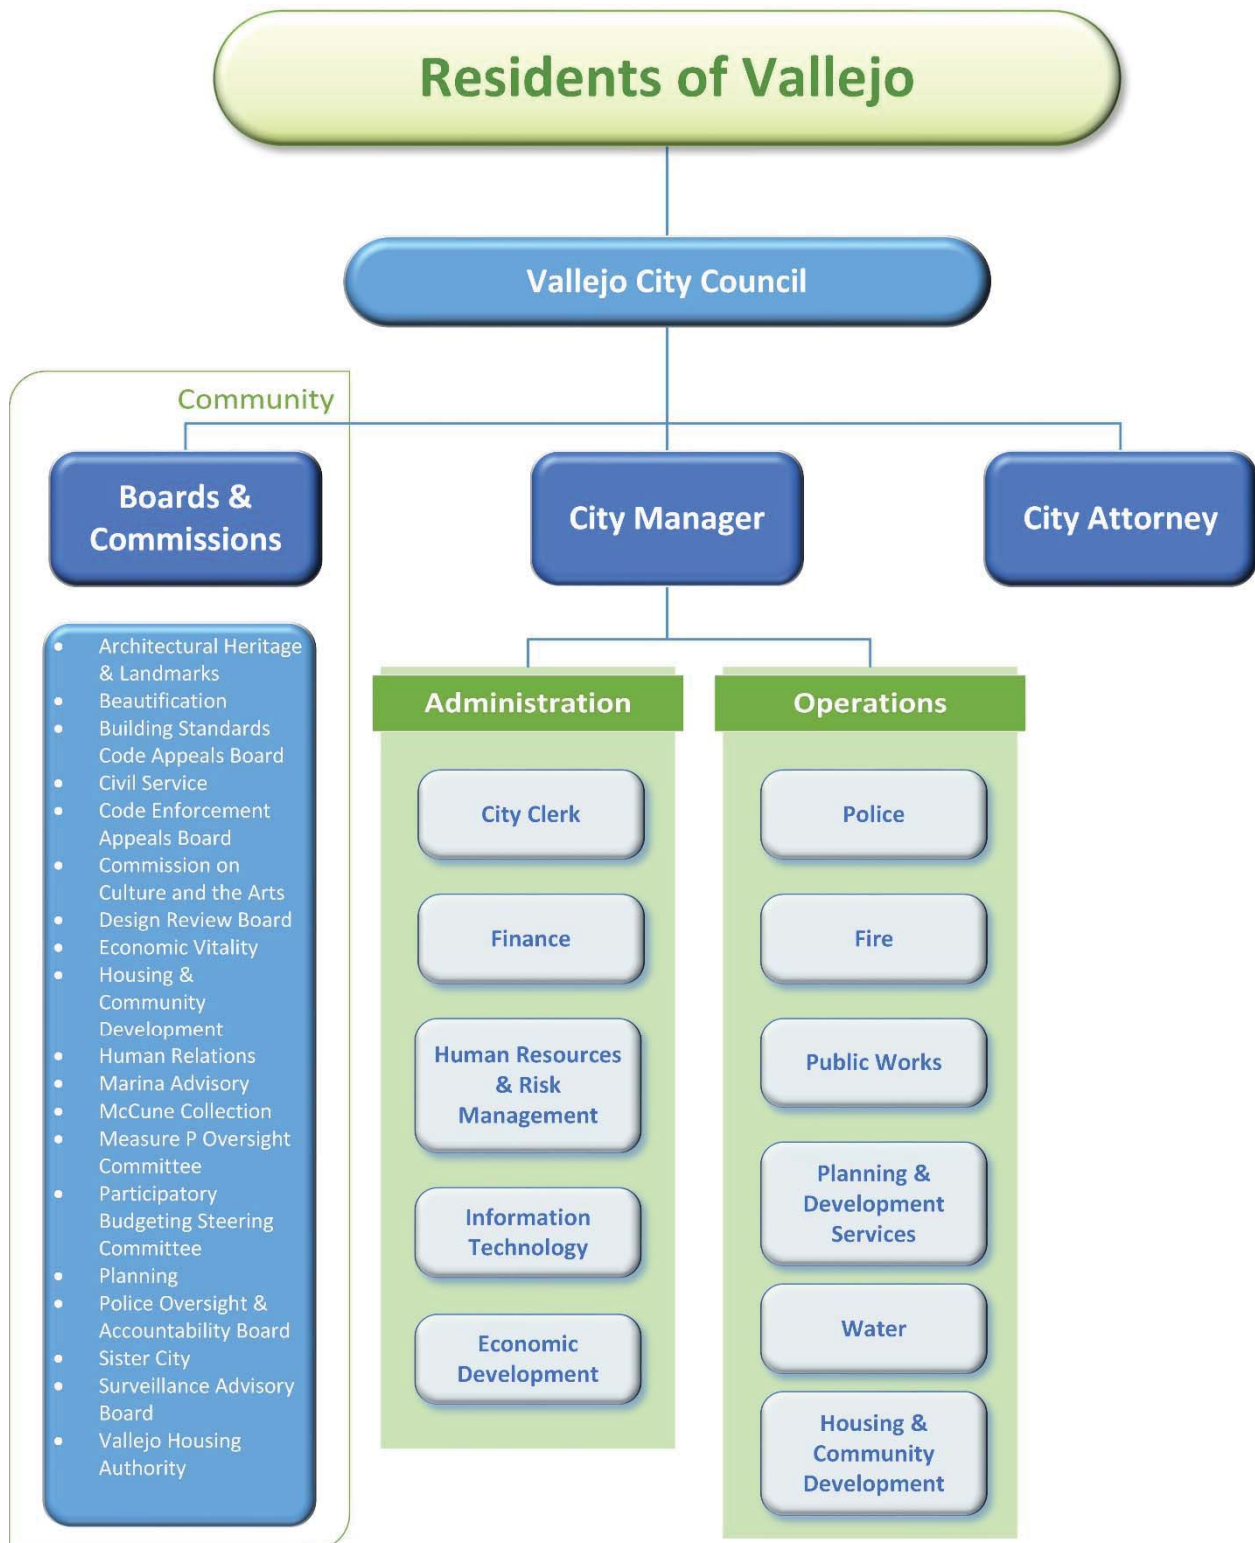 Residents of Vallejo
Vallejo City Council
Community
Boards &
Commissions
City Manager
City Attorney
• Architectural Heritage
& Landmarks
• Beautification
• Building Standards
Code Appeals Board
• Civil Service
• Code Enforcement
Appeals Board
• Commission on
Culture and the Arts
• Design Review Board
• Economic Vitality
• Housing &
Community
Development
• Human Relations
• Marina Advisory
• McCune Collection
• Measure P Oversight
Committee
• Participatory
Budgeting Steering
Committee
• Planning
• Police Oversight &
Accountability Board
• Sister City
• Surveillance Advisory
Board
• Vallejo Housing
Authority
Administration
City Clerk
Finance
Human Resources
& Risk
Management
Information
Technology
Economic
Development
Operations
Police
Fire
Public Works
Planning &
Development
Services
Water
Housing &
Community
Development